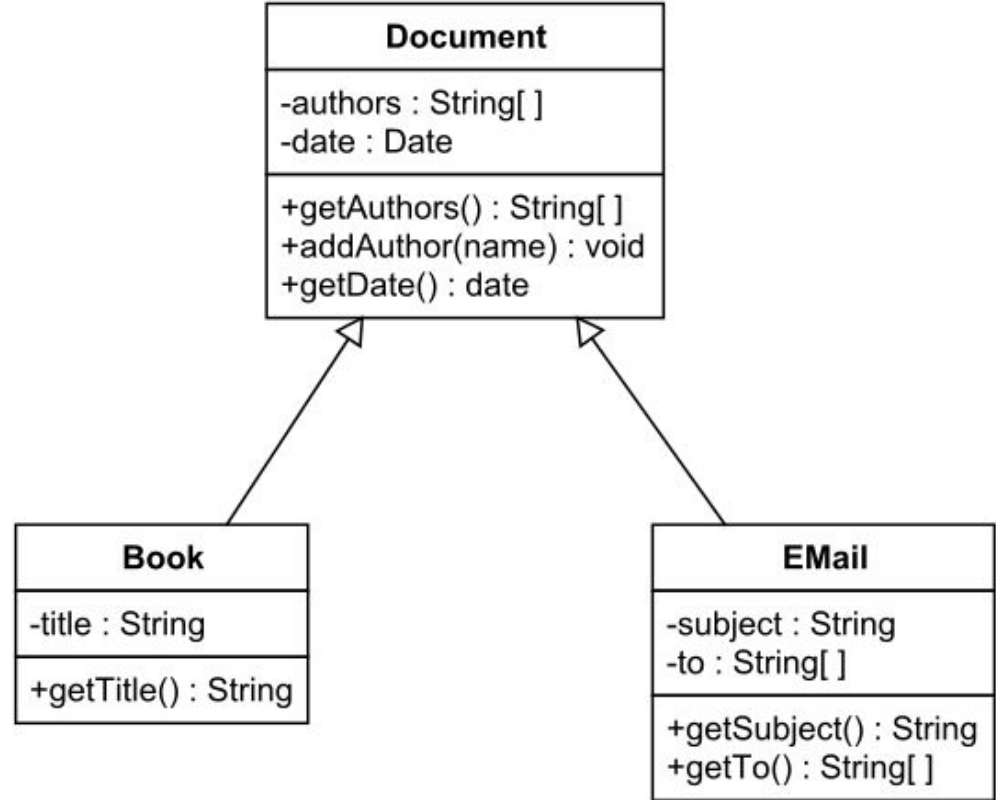 Document
-authors : String[ ]
-date : Date
+getAuthors() : String[ ]
+addAuthor(name) : void
+getDate() : date
Book
-title : String
+getTitle() : String
EMail
-subject : String
-to : String[ ]
+getSubject() : String
+getTo() : String[ ]